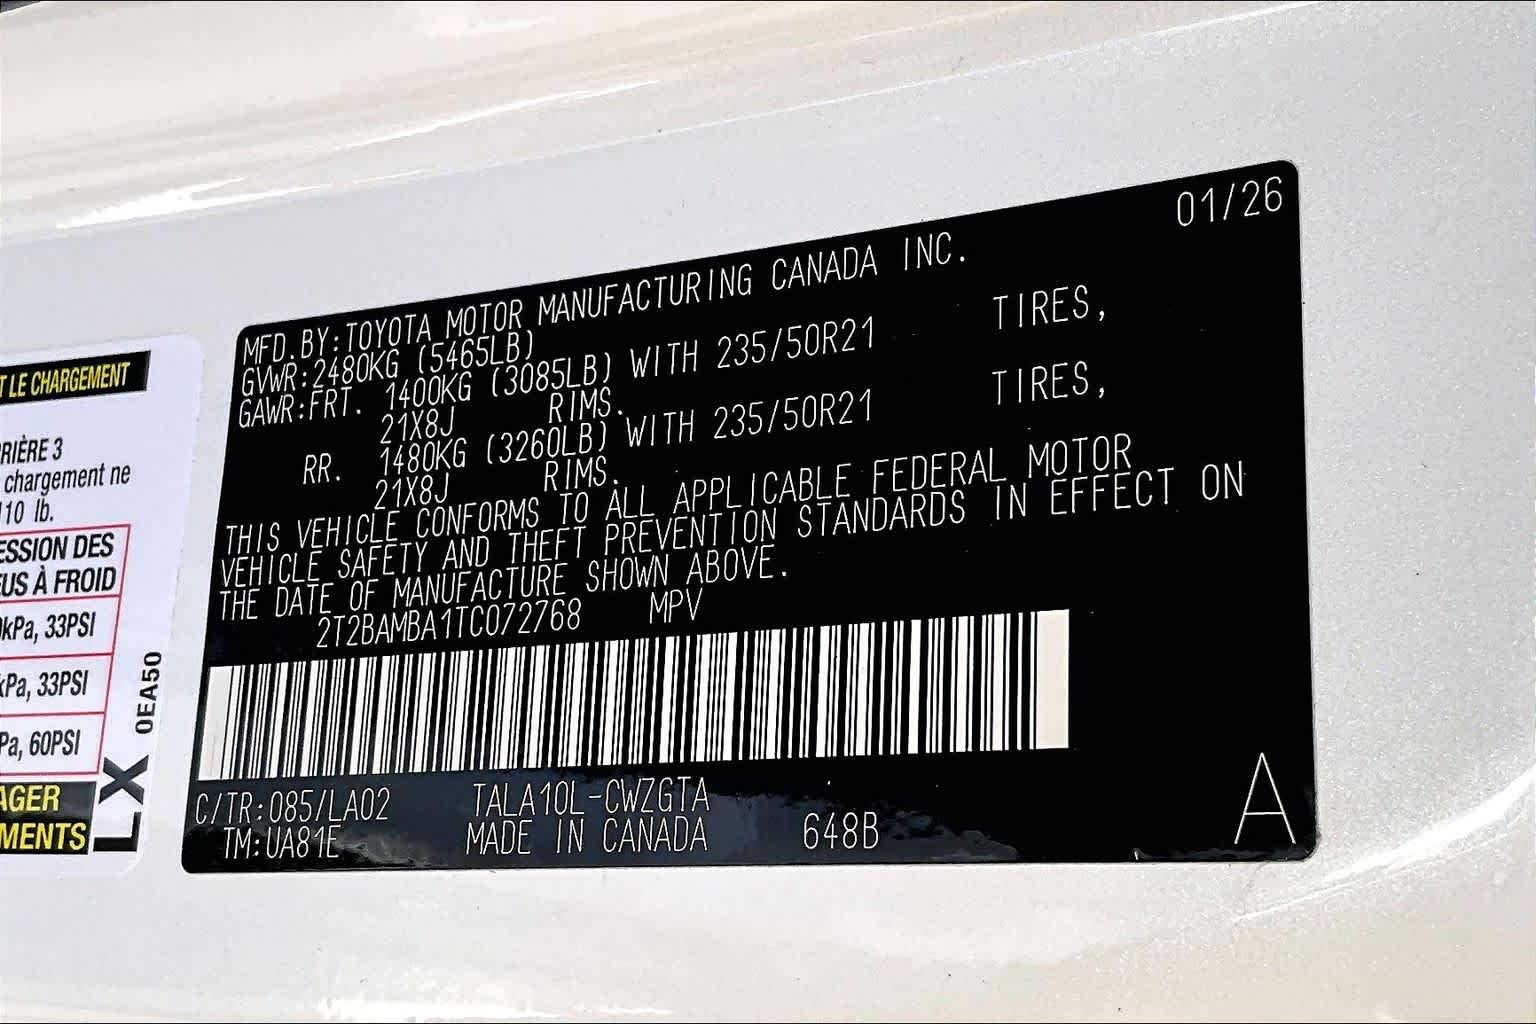 01/26
MFD.BY:TOYOTA MOTOR MANUFACTURING CANADA INC.
GVWR:2480KG (5465LB)
GAWR:FRT. 1400KG (3085LB) WITH 235/50R21 TIRES,
21X8J RIMS.
RR. 1480KG (3260LB) WITH 235/50R21 TIRES,
21X8J RIMS.
THIS VEHICLE CONFORMS TO ALL APPLICABLE FEDERAL MOTOR
VEHICLE SAFETY AND THEFT PREVENTION STANDARDS IN EFFECT ON
THE DATE OF MANUFACTURE SHOWN ABOVE.
2T2BAMBA1TC072768 MPV
C/TR:085/LA02 TALA10L-CWZGTA
TM:UA81E MADE IN CANADA 648B
A
T LE CHARGEMENT
RIÈRE 3
chargement ne
110 lb.
ESSION DES
US À FROID
kPa, 33PSI
kPa, 33PSI
Pa, 60PSI
AGER
MENTS
LX 0EA50